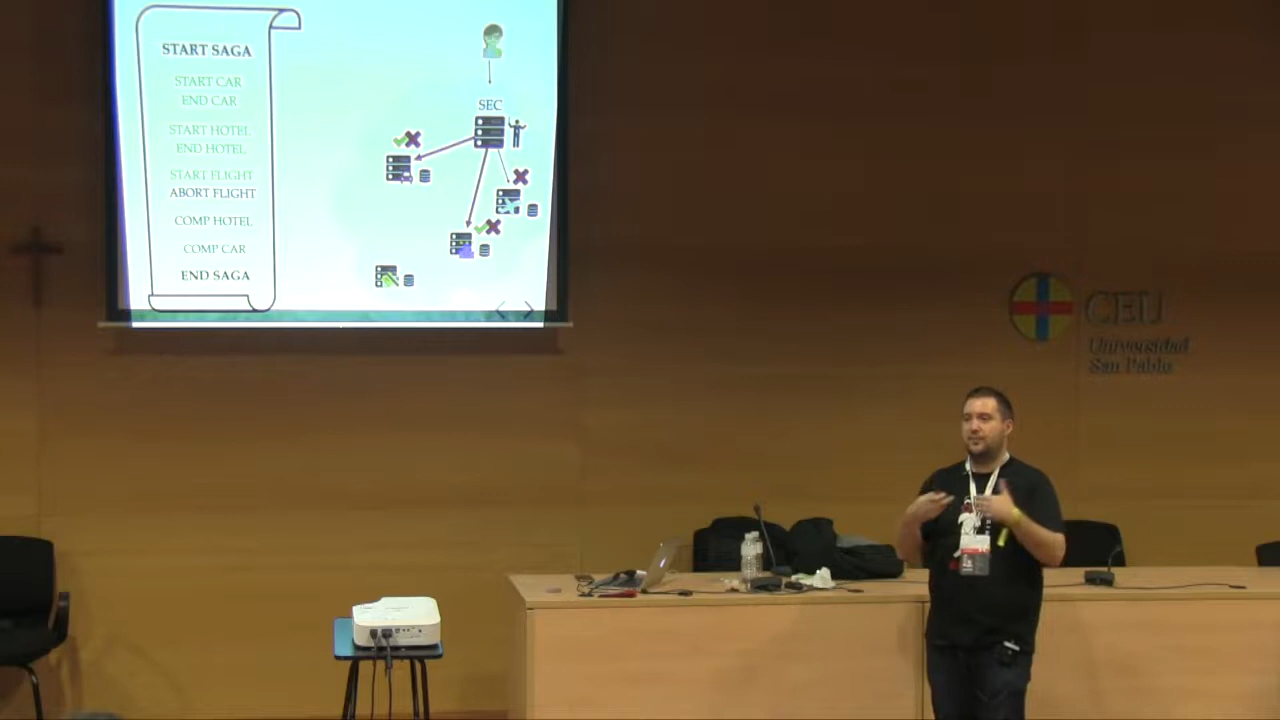 START SAGA
START CAR
END CAR
START HOTEL
END HOTEL
START FLIGHT
ABORT FLIGHT
COMP HOTEL
COMP CAR
END SAGA
SEC
CEU
Universidad
San Pablo